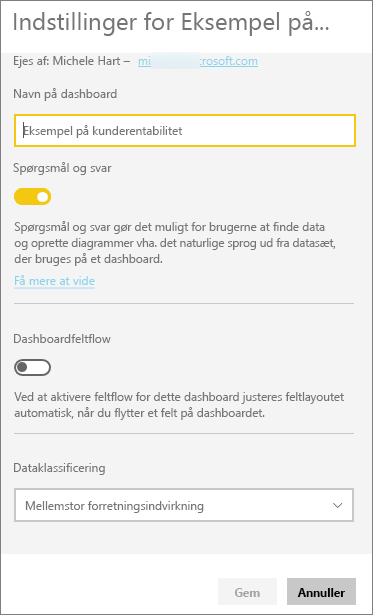 Indstillinger for Eksempel på...
Ejes af: Michele Hart – mi rosoft.com
Navn på dashboard
Eksempel på kunderentabilitet
Spørgsmål og svar
Spørgsmål og svar gør det muligt for brugerne at finde data
og oprette diagrammer vha. det naturlige sprog ud fra datasæt,
der bruges på et dashboard.
Få mere at vide
Dashboardfeltflow
Ved at aktivere feltflow for dette dashboard justeres feltlayoutet
automatisk, når du flytter et felt på dashboardet.
Dataklassificering
Mellemstor forretningsindvirkning
Gem
Annuller